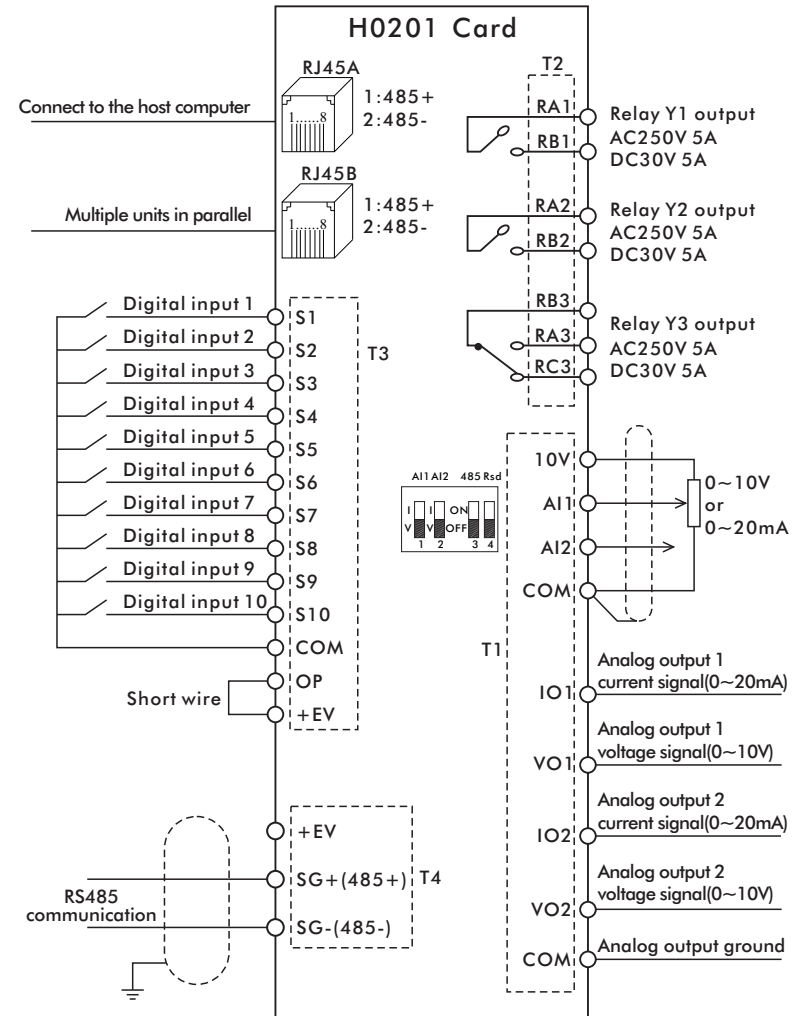 H0201 Card
RJ45A
1......8
1:485+
2:485-
Connect to the host computer
RJ45B
1......8
1:485+
2:485-
Multiple units in parallel
T2
RA1
RB1
Relay Y1 output
AC250V 5A
DC30V 5A
RA2
RB2
Relay Y2 output
AC250V 5A
DC30V 5A
RB3
RA3
RC3
Relay Y3 output
AC250V 5A
DC30V 5A
Digital input 1
S1
Digital input 2
S2
Digital input 3
S3
Digital input 4
S4
Digital input 5
S5
Digital input 6
S6
Digital input 7
S7
Digital input 8
S8
Digital input 9
S9
Digital input 10
S10
COM
OP
+EV
Short wire
T3
AI1 AI2 485 Rsd
I I ON
V V OFF
1 2 3 4
10V
AI1
AI2
COM
0~10V
or
0~20mA
T1
Analog output 1
current signal(0~20mA)
IO1
Analog output 1
voltage signal(0~10V)
VO1
Analog output 2
current signal(0~20mA)
IO2
Analog output 2
voltage signal(0~10V)
VO2
Analog output ground
COM
+EV
SG+(485+)
SG-(485-)
T4
RS485
communication